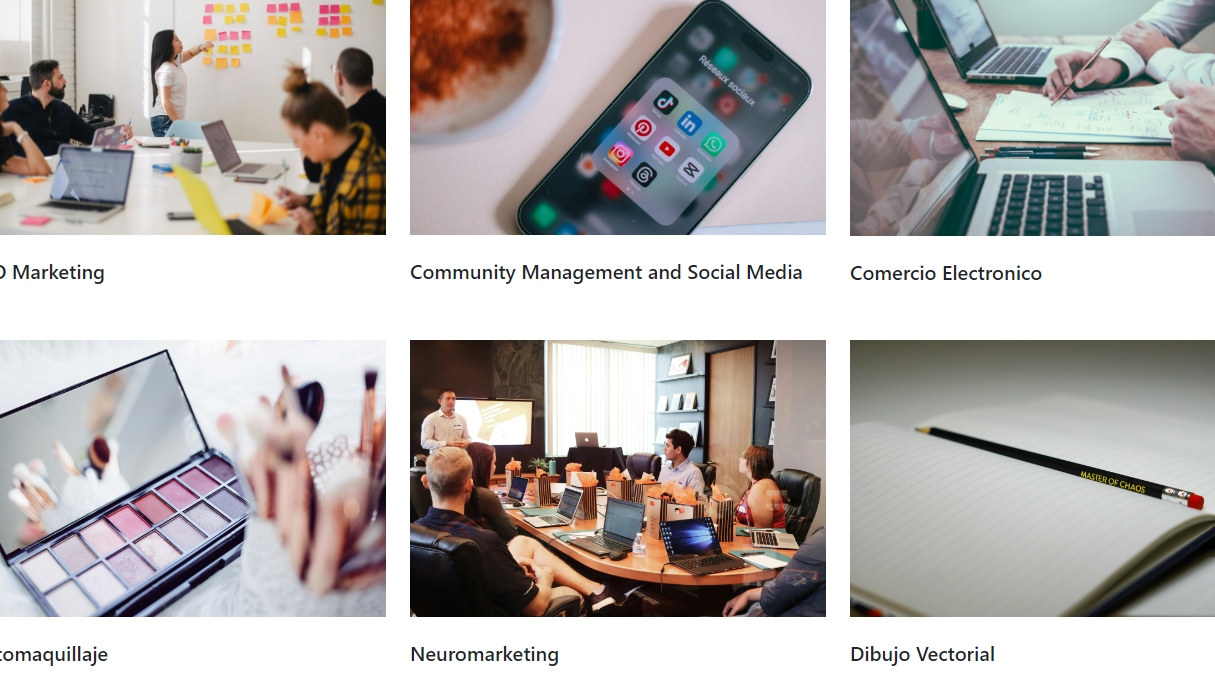 Réseaux sociaux
Marketing
Community Management and Social Media
Comercio Electronico
MASTER OF CHAOS
tomaquillaje
Neuromarketing
Dibujo Vectorial